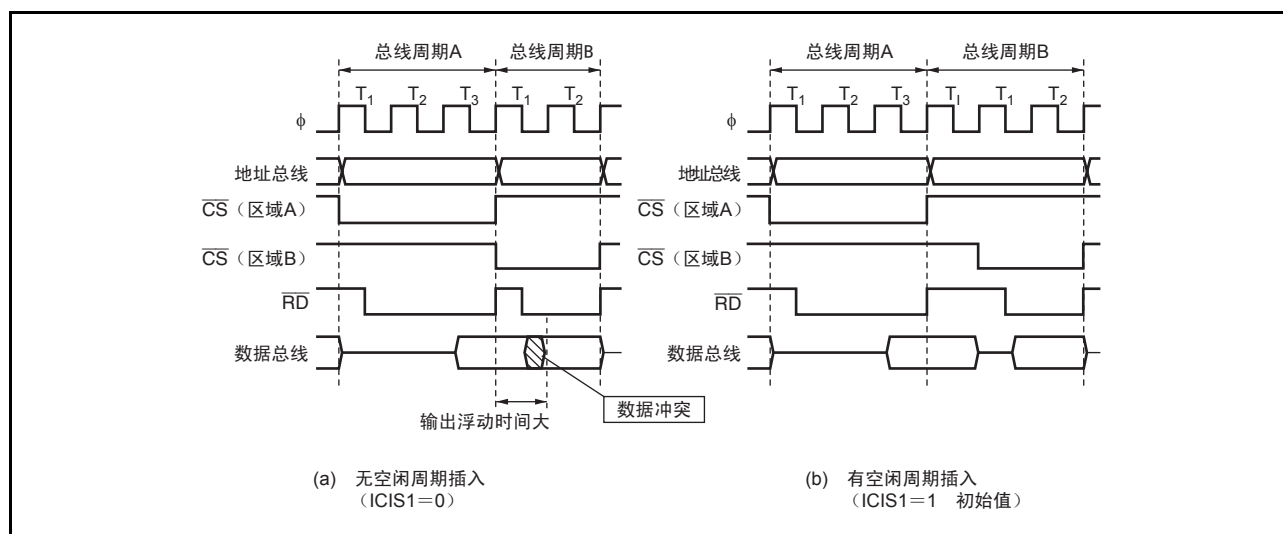 总线周期A 总线周期B
T1 T2 T3 T1 T2
ϕ
地址总线
CS（区域A）
CS（区域B）
RD
数据总线
数据冲突
输出浮动时间大
(a) 无空闲周期插入
（ICIS1＝0）
总线周期A 总线周期B
T1 T2 T3 TI T1 T2
ϕ
地址总线
CS（区域A）
CS（区域B）
RD
数据总线
(b) 有空闲周期插入
（ICIS1＝1 初始值）